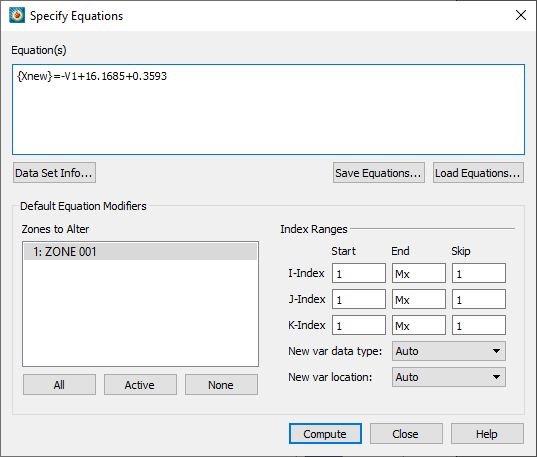 Specify Equations
Equation(s)
{Xnew}=-V1+16.1685+0.3593
Data Set Info...
Save Equations...
Load Equations...
Default Equation Modifiers
Zones to Alter
1: ZONE 001
All
Active
None
Index Ranges
Start End Skip
I-Index 1 Mx 1
J-Index 1 Mx 1
K-Index 1 Mx 1
New var data type: Auto
New var location: Auto
Compute
Close
Help